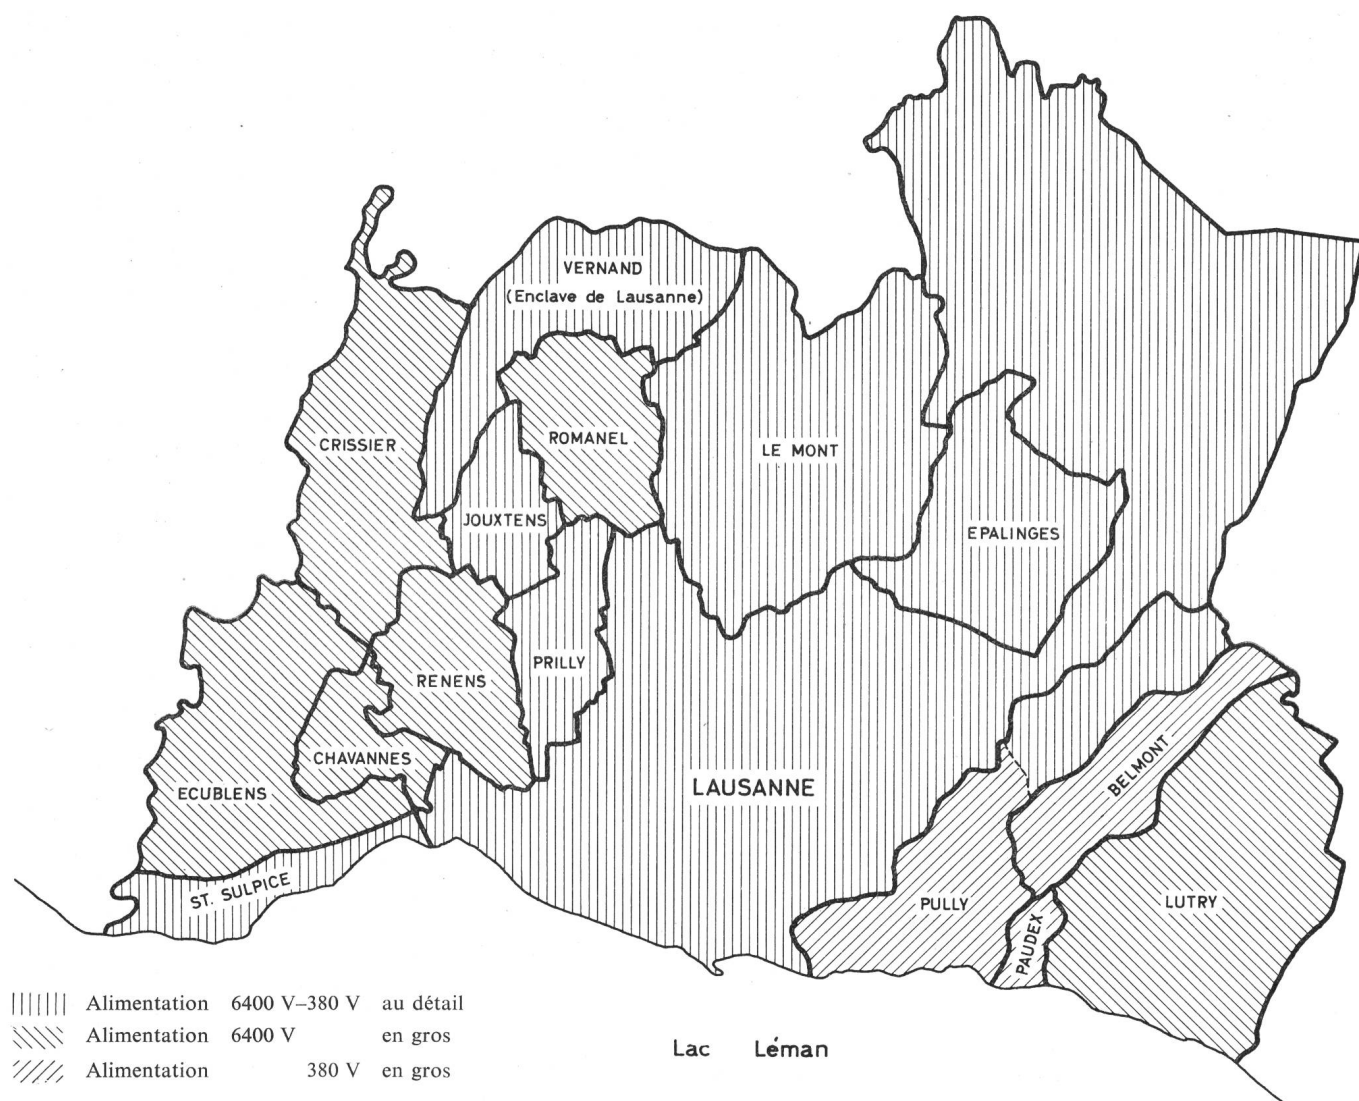 VERNAND
(Enclave de Lausanne)
CRISSIER
ROMANEL
LE MONT
JOUXTENS
EPALINGES
PRILLY
RENENS
CHAVANNES
BELMONT
LAUSANNE
ECUBLENS
ST. SULPICE
PULLY
LUTRY
PAUDEX
Alimentation 6400 V–380 V au détail
Alimentation 6400 V en gros
Alimentation 380 V en gros
Lac Léman